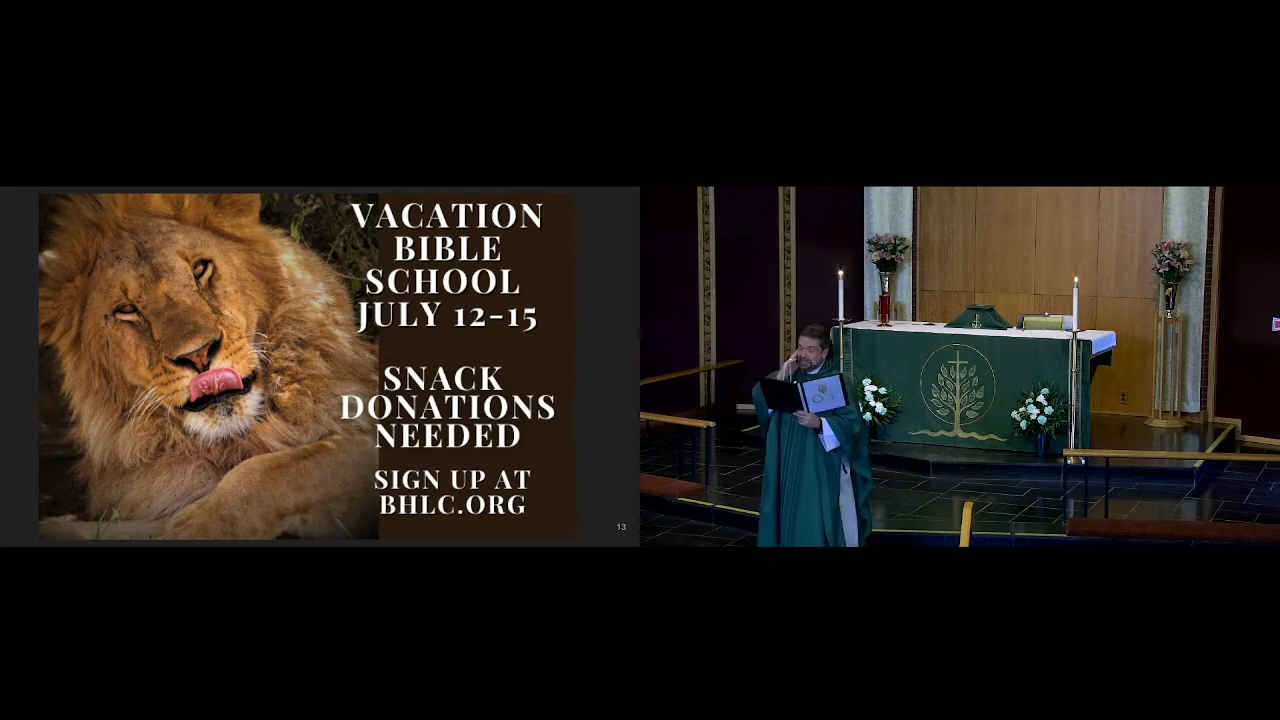 VACATION
BIBLE
SCHOOL
JULY 12-15
SNACK
DONATIONS
NEEDED
SIGN UP AT
BHLC.ORG
13